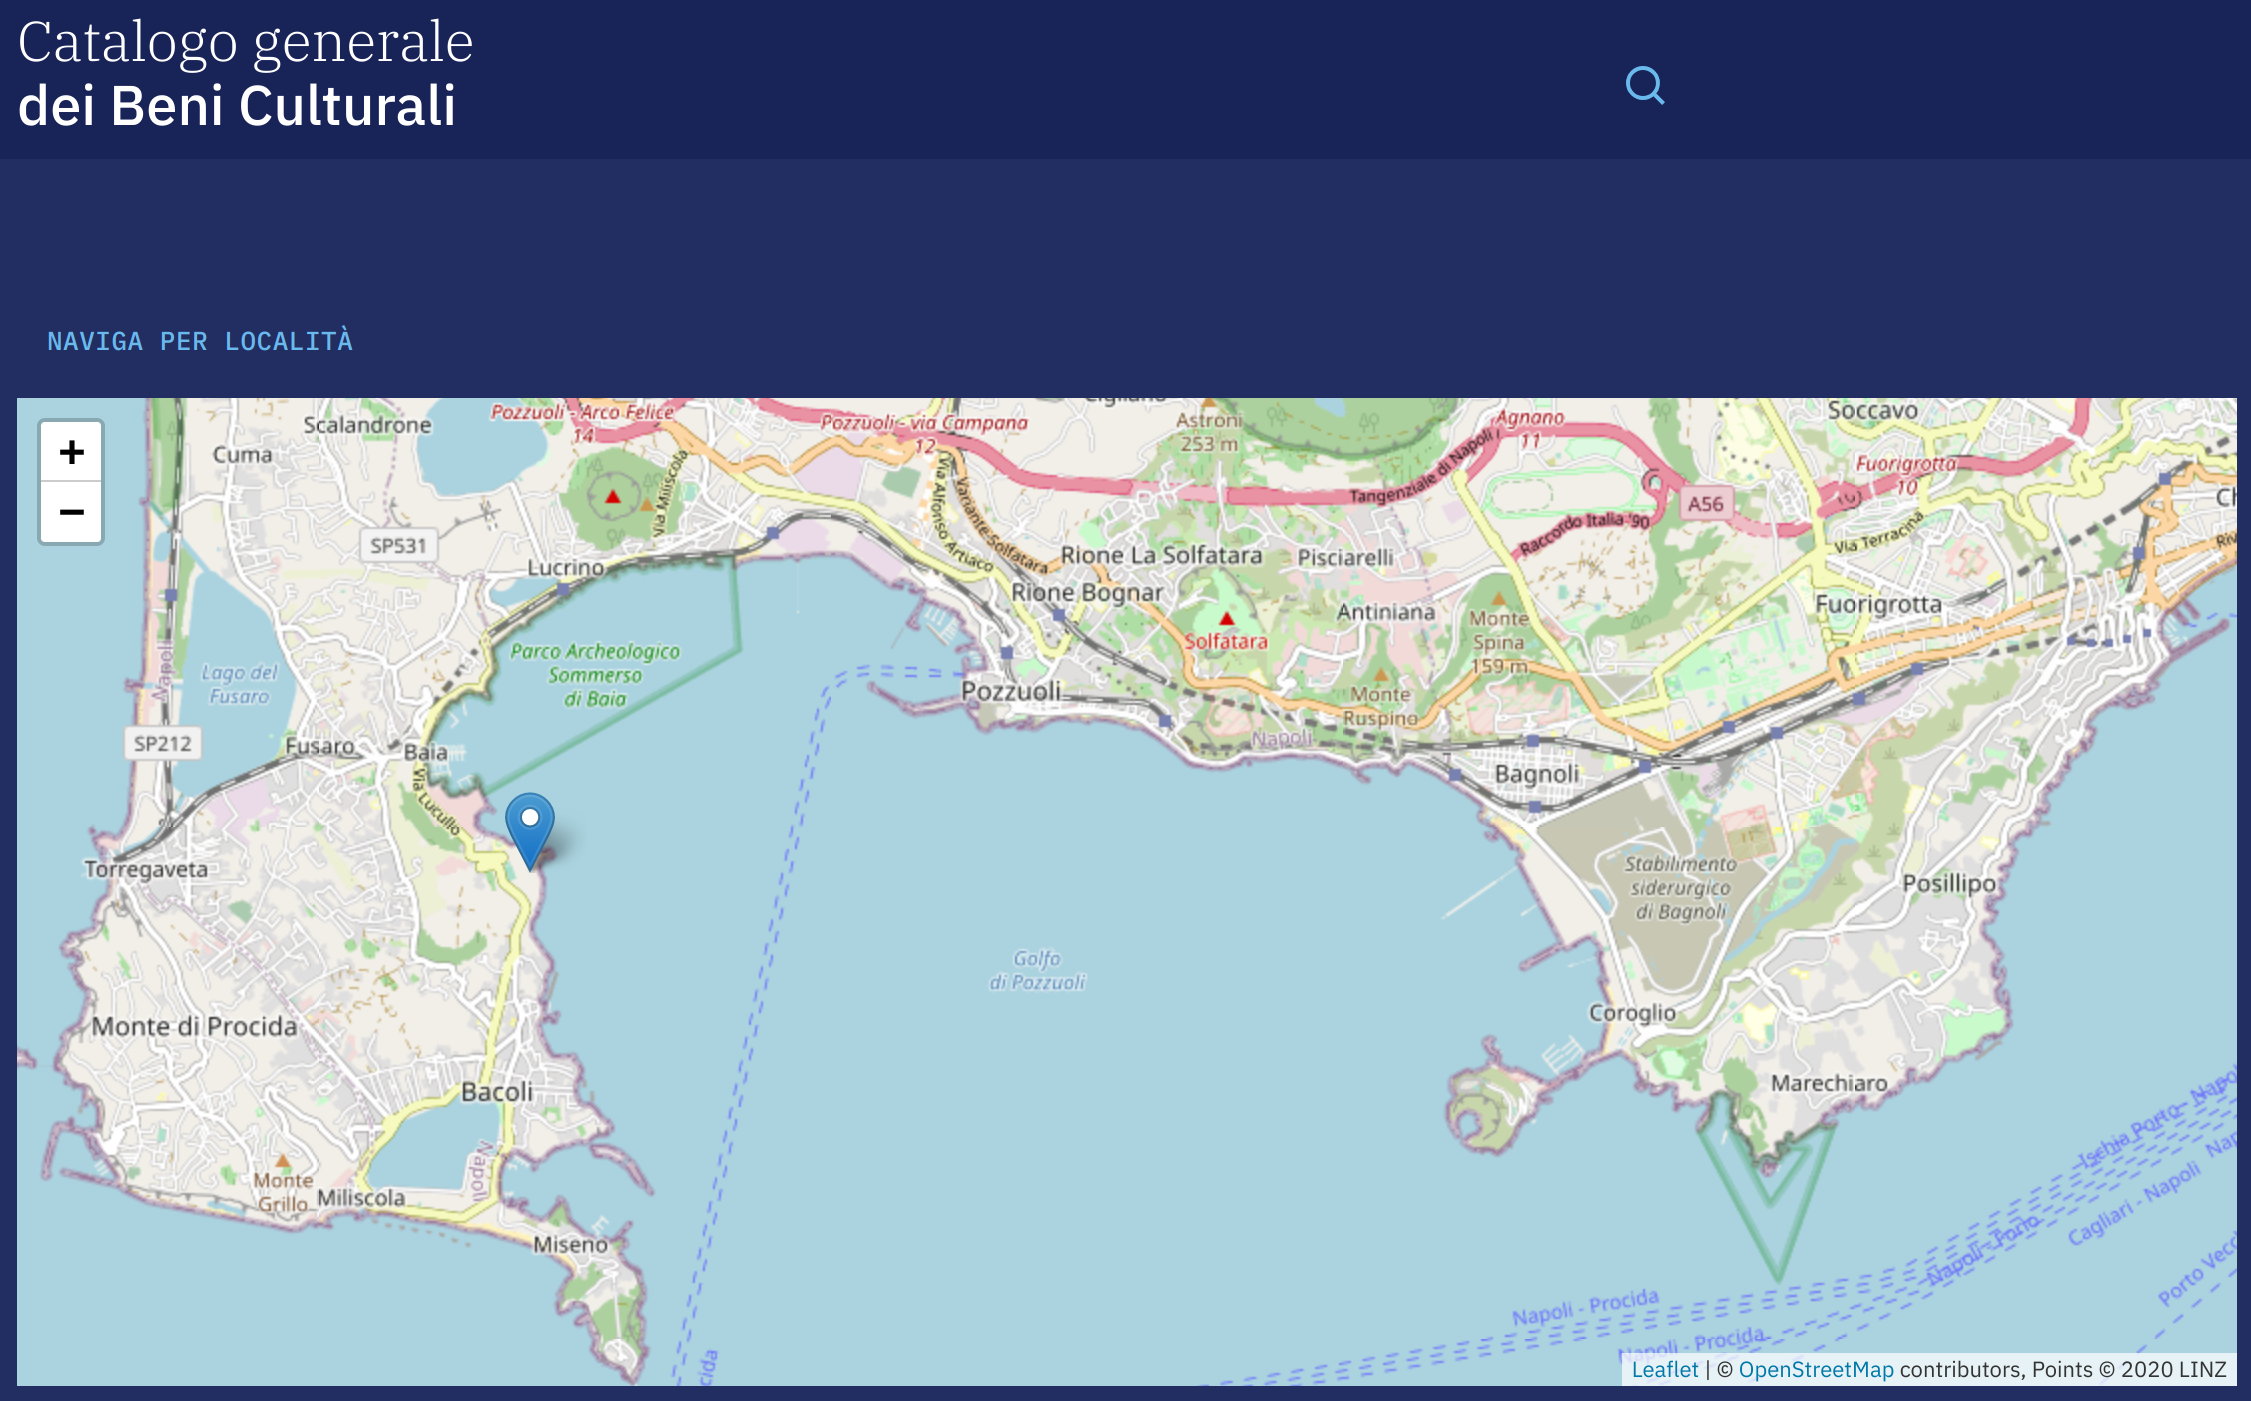 Catalogo generale
dei Beni Culturali
NAVIGA PER LOCALITÀ
+
−
Scalandrone
Cuma
Pozzuoli - Arco Felice
14
Pozzuoli - via Campana
12
Cigliano
Astroni
253 m
Agnano
11
Soccavo
Fuorigrotta
10
Tangenziale di Napoli
A56
Raccordo Italia '90
Via Terracina
Via Miliscola
Via Alfonso Artiaco
Variante Solfatara
SP531
Lucrino
Rione La Solfatara
Pisciarelli
Rione Bognar
Antiniana
Monte
Spina
159 m
Fuorigrotta
Solfatara
Parco Archeologico
Sommerso
di Baia
Lago del
Fusaro
Napoli
Pozzuoli
Monte
Ruspino
Napoli
SP212
Fusaro
Baia
Via Lucullo
Bagnoli
Torregaveta
Stabilimento
siderurgico
di Bagnoli
Posillipo
Golfo
di Pozzuoli
Coroglio
Monte di Procida
Bacoli
Marechiaro
Napoli
Monte
Grillo
Miliscola
Miseno
Ischia Porto - Napoli
Cagliari - Napoli
Napoli - Porto
Porto Vecc
Napoli - Procida
Napoli - Procida
cida
Leaflet | © OpenStreetMap contributors, Points © 2020 LINZ